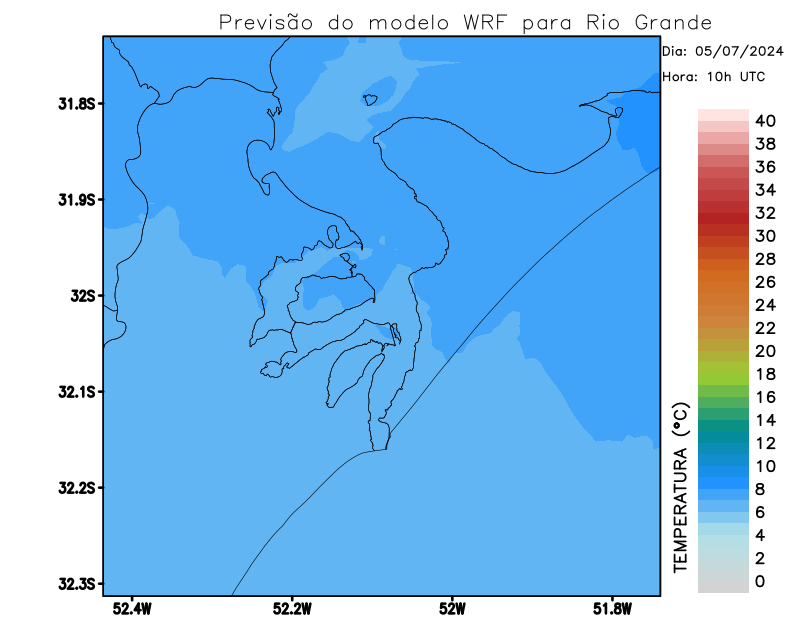 Previsão do modelo WRF para Rio Grande
Dia: 05/07/2024
Hora: 10h UTC
31.8S
31.9S
32S
32.1S
32.2S
32.3S
52.4W
52.2W
52W
51.8W
TEMPERATURA (°C)
40
38
36
34
32
30
28
26
24
22
20
18
16
14
12
10
8
6
4
2
0